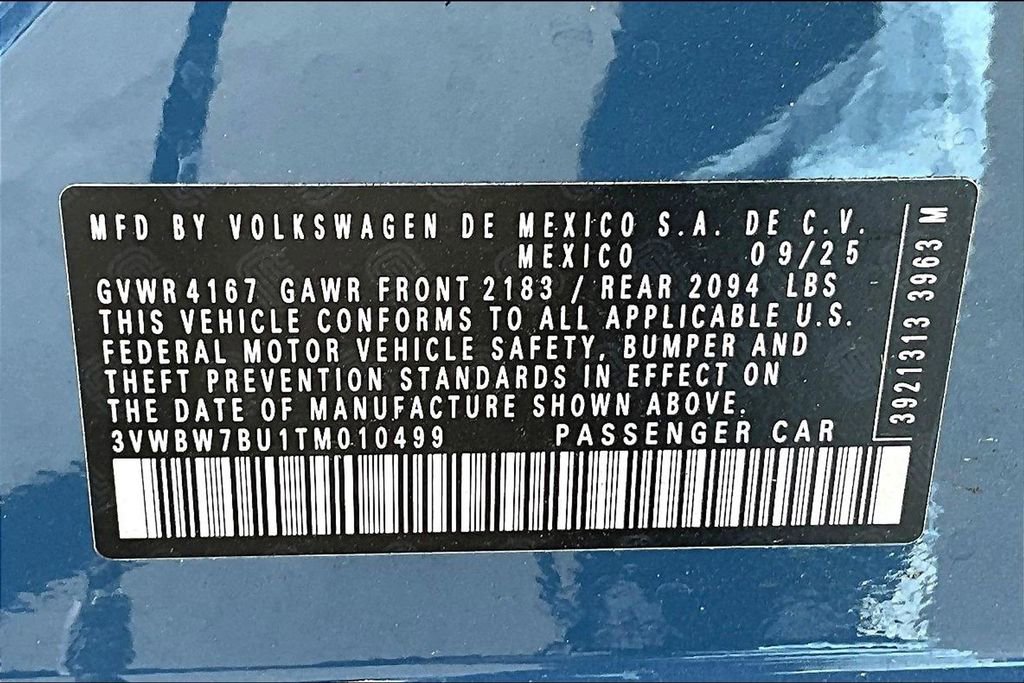 MFD BY VOLKSWAGEN DE MEXICO S.A. DE C.V.
MEXICO 09/25
GVWR 4167 GAWR FRONT 2183 / REAR 2094 LBS
THIS VEHICLE CONFORMS TO ALL APPLICABLE U.S.
FEDERAL MOTOR VEHICLE SAFETY, BUMPER AND
THEFT PREVENTION STANDARDS IN EFFECT ON
THE DATE OF MANUFACTURE SHOWN ABOVE.
3VWBW7BU1TM010499 PASSENGER CAR
3921313 3963 M